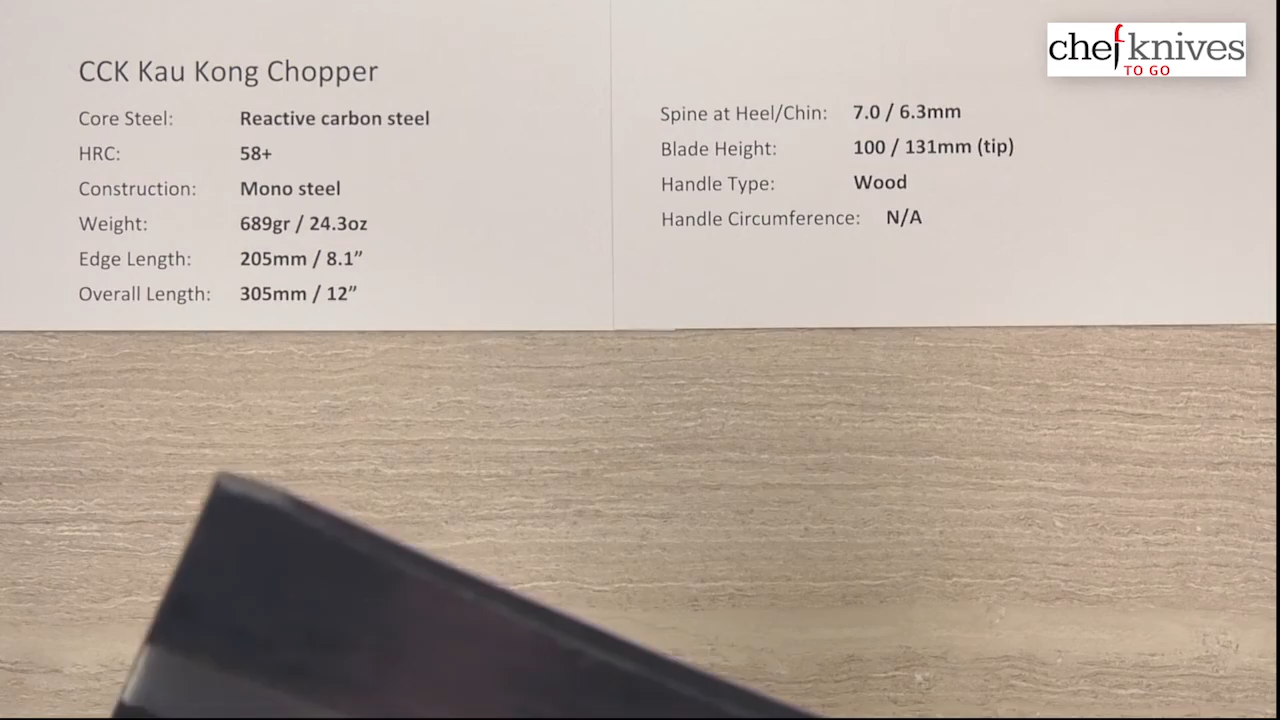 chefknives
TO GO
CCK Kau Kong Chopper
Core Steel: Reactive carbon steel
HRC: 58+
Construction: Mono steel
Weight: 689gr / 24.3oz
Edge Length: 205mm / 8.1”
Overall Length: 305mm / 12”
Spine at Heel/Chin: 7.0 / 6.3mm
Blade Height: 100 / 131mm (tip)
Handle Type: Wood
Handle Circumference: N/A